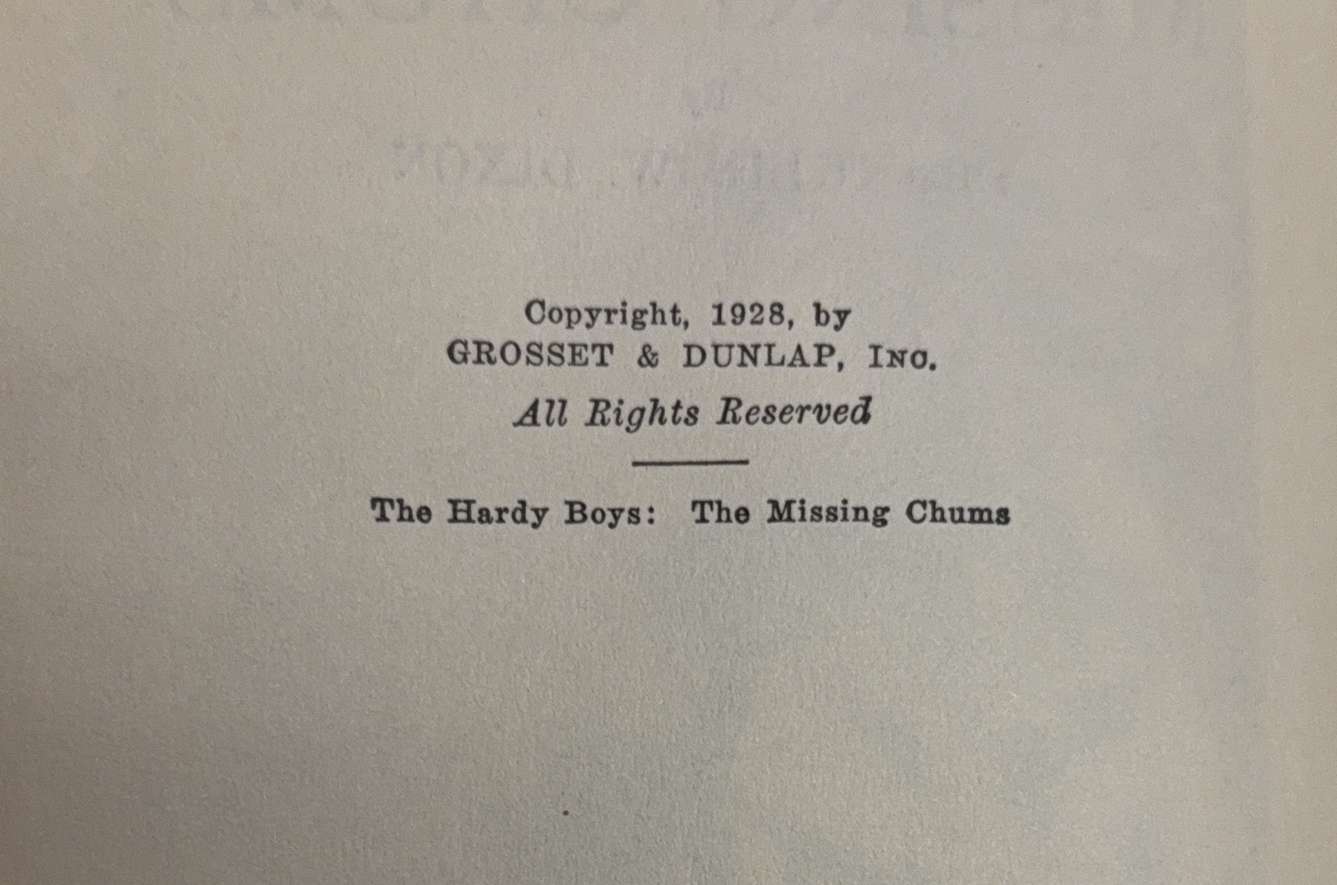 Copyright, 1928, by
GROSSET & DUNLAP, INC.
All Rights Reserved
The Hardy Boys: The Missing Chums